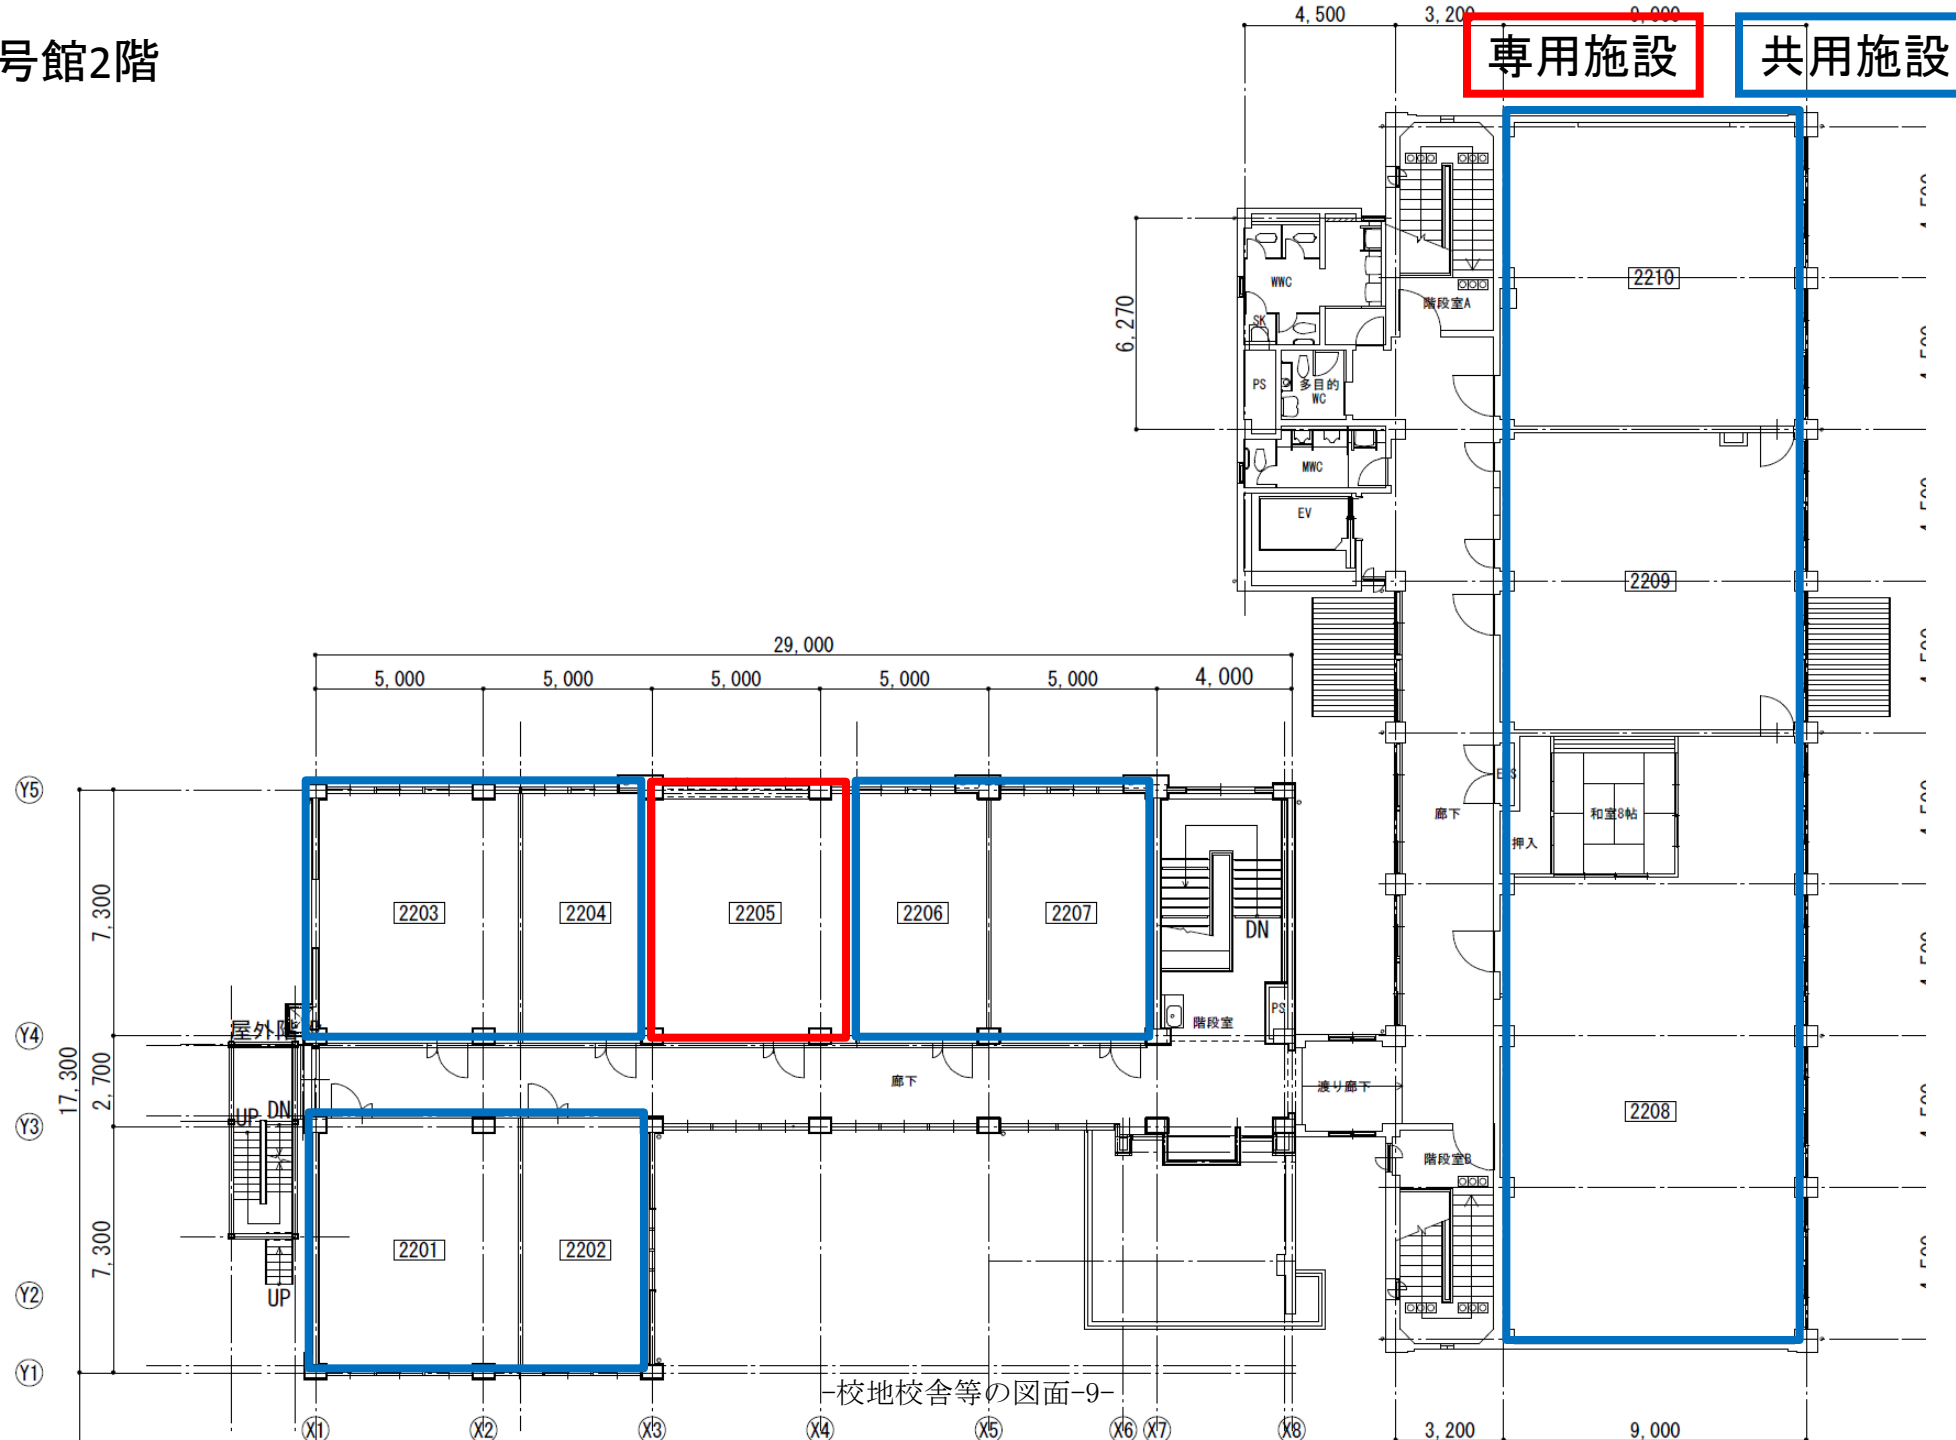 4,500 3,200 9,000
号館2階
専用施設 共用施設
2210
WWC
階段室A
SK
6,270
PS
多目的
WC
MWC
EV
2209
29,000
5,000 5,000 5,000 5,000 5,000 4,000
Y5
EPS
廊下
和室8帖
押入
7,300
2203 2204 2205 2206 2207
DN
PS
階段室
屋外階
Y4
17,300
2,700
廊下
渡り廊下
UP DN
Y3
2208
階段室B
7,300
2201 2202
UP
Y2
Y1
-校地校舎等の図面-9-
X1 X2 X3 X4 X5 X6 X7 X8
3,200 9,000